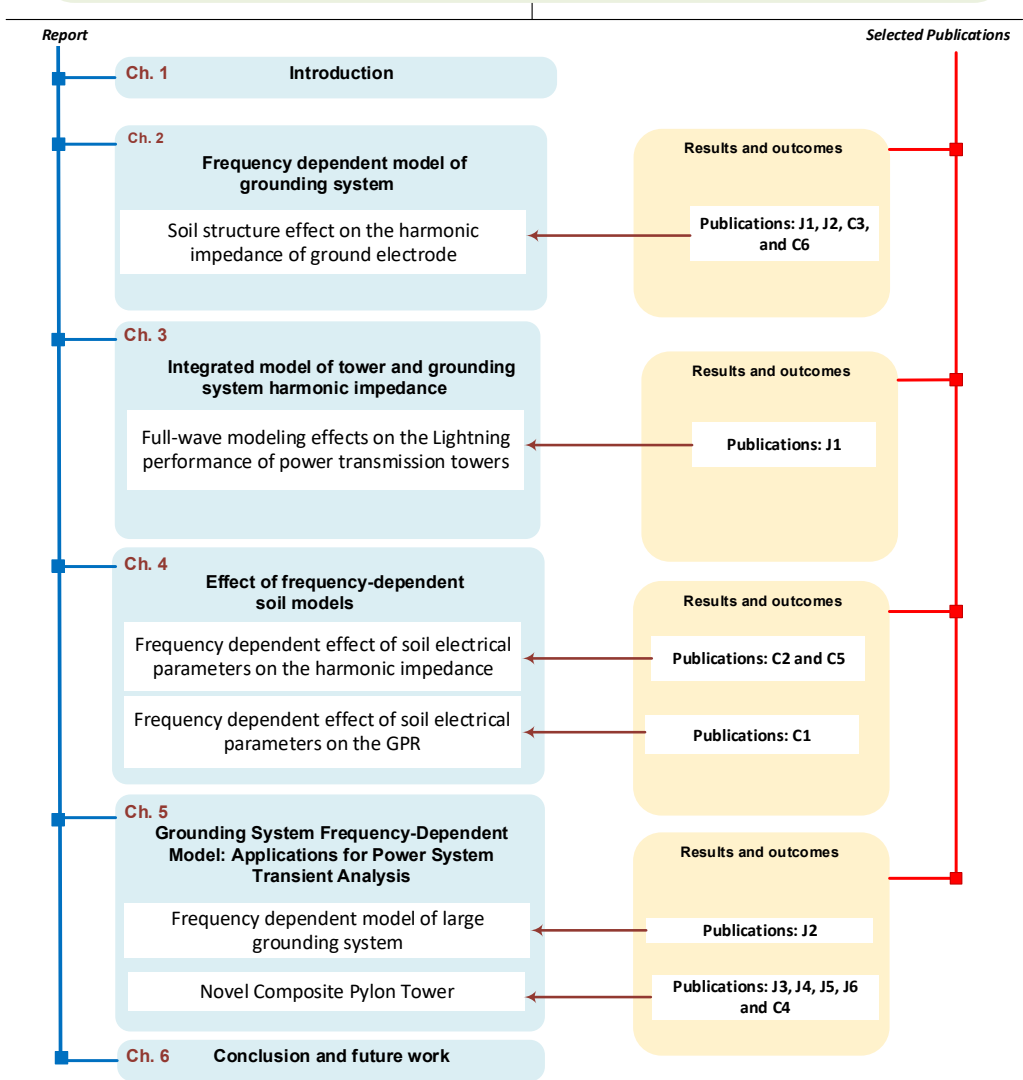 Report
Selected Publications
Ch. 1
Introduction
Ch. 2
Frequency dependent model of
grounding system
Soil structure effect on the harmonic
impedance of ground electrode
Results and outcomes
Publications: J1, J2, C3,
and C6
Ch. 3
Integrated model of tower and grounding
system harmonic impedance
Full-wave modeling effects on the Lightning
performance of power transmission towers
Results and outcomes
Publications: J1
Ch. 4
Effect of frequency-dependent
soil models
Frequency dependent effect of soil electrical
parameters on the harmonic impedance
Frequency dependent effect of soil electrical
parameters on the GPR
Results and outcomes
Publications: C2 and C5
Publications: C1
Ch. 5
Grounding System Frequency-Dependent
Model: Applications for Power System
Transient Analysis
Frequency dependent model of large
grounding system
Novel Composite Pylon Tower
Results and outcomes
Publications: J2
Publications: J3, J4, J5, J6
and C4
Ch. 6
Conclusion and future work